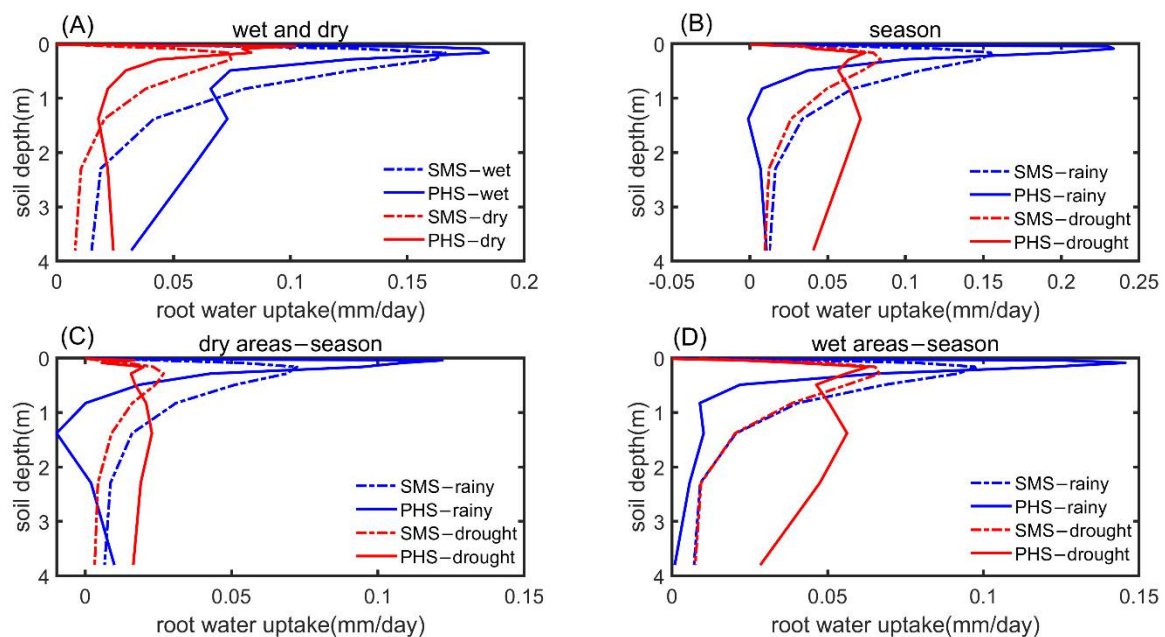 (A) wet and dry
0
1
2
3
4
soil depth(m)
SMS−wet
PHS−wet
SMS−dry
PHS−dry
0 0.05 0.1 0.15 0.2
root water uptake(mm/day)
(B) season
0
1
2
3
4
soil depth(m)
SMS−rainy
PHS−rainy
SMS−drought
PHS−drought
-0.05 0 0.05 0.1 0.15 0.2 0.25
root water uptake(mm/day)
(C) dry areas−season
0
1
2
3
4
soil depth(m)
SMS−rainy
PHS−rainy
SMS−drought
PHS−drought
0 0.05 0.1 0.15
root water uptake(mm/day)
(D) wet areas−season
0
1
2
3
4
soil depth(m)
SMS−rainy
PHS−rainy
SMS−drought
PHS−drought
0 0.05 0.1 0.15
root water uptake(mm/day)